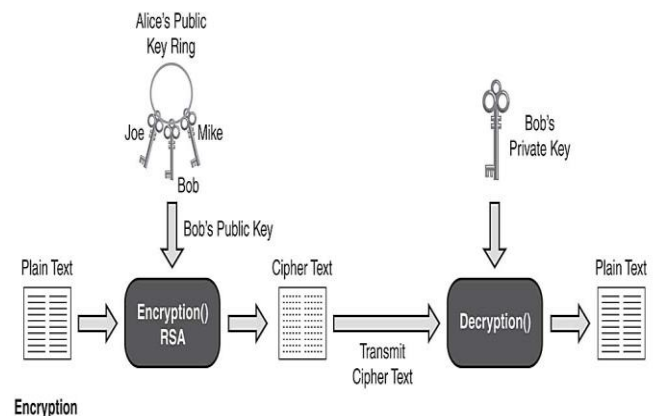 Alice's Public
Key Ring
Joe
Mike
Bob
Bob's
Private Key
Bob's Public Key
Plain Text
Cipher Text
Plain Text
Encryption()
RSA
Decryption()
Transmit
Cipher Text
Encryption